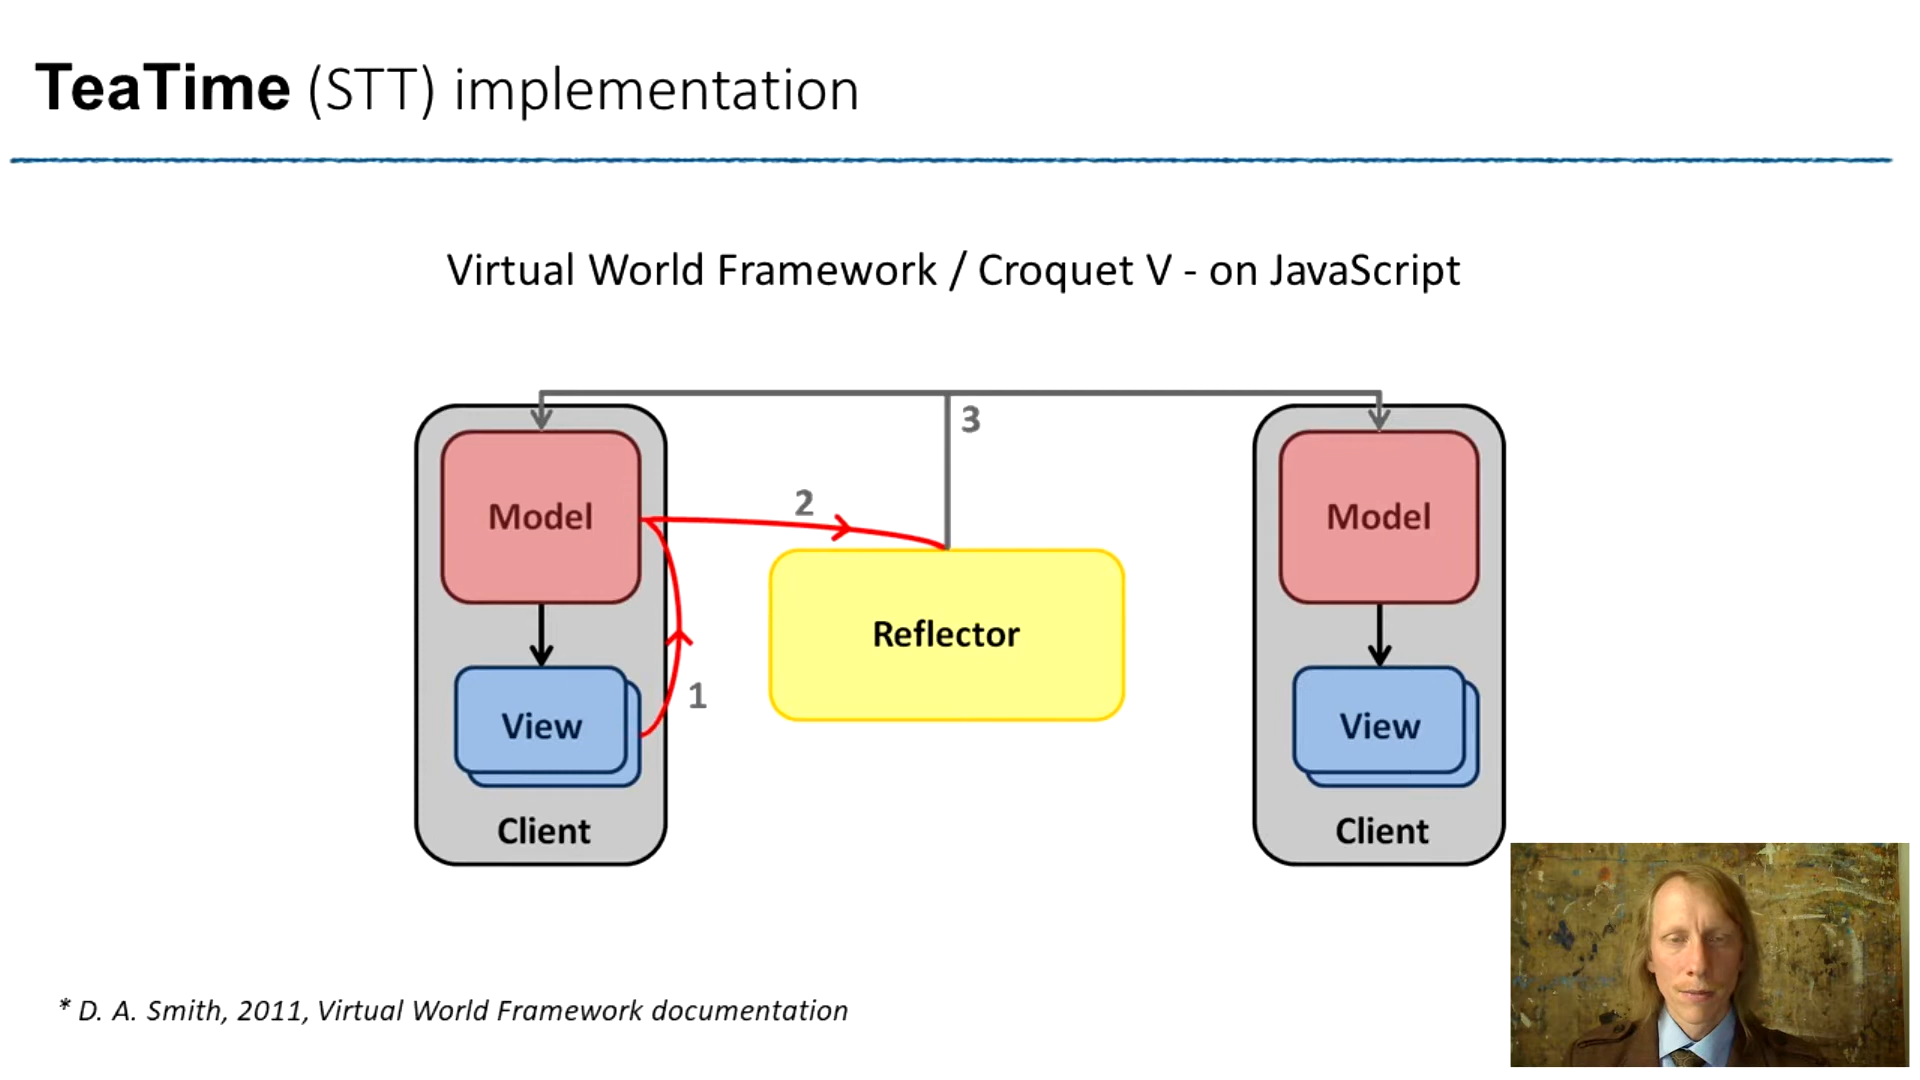 TeaTime (STT) implementation
Virtual World Framework / Croquet V - on JavaScript
3
2
Model
Model
Reflector
1
View
View
Client
Client
* D. A. Smith, 2011, Virtual World Framework documentation